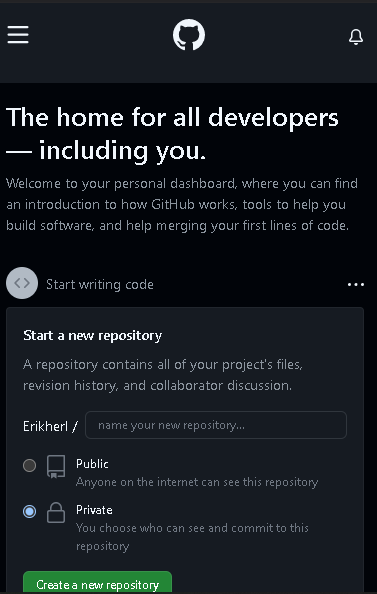 The home for all developers
— including you.
Welcome to your personal dashboard, where you can find
an introduction to how GitHub works, tools to help you
build software, and help merging your first lines of code.
Start writing code
Start a new repository
A repository contains all of your project's files,
revision history, and collaborator discussion.
Erikherl / name your new repository...
Public
Anyone on the internet can see this repository
Private
You choose who can see and commit to this
repository
Create a new repository